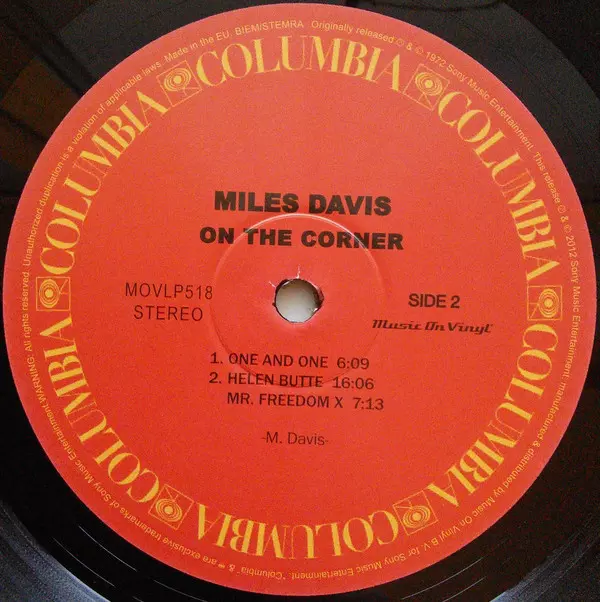 MILES DAVIS
ON THE CORNER
MOVLP518
STEREO
SIDE 2
Music On Vinyl
1. ONE AND ONE 6:09
2. HELEN BUTTE 16:06
MR. FREEDOM X 7:13
-M. Davis-
COLUMBIA COLUMBIA COLUMBIA COLUMBIA COLUMBIA COLUMBIA COLUMBIA COLUMBIA
Originally released ℗ & © 1972 Sony Music Entertainment. This release ℗ & © 2012 Sony Music Entertainment. manufactured & distributed by Music On Vinyl B.V. for Sony Music Entertainment. "Columbia" & ® are exclusive trademarks of Sony Music Entertainment WARNING: All rights reserved. Unauthorized duplication is a violation of applicable laws. Made in the EU, BIEM/STEMRA